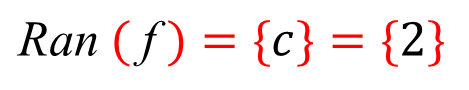 Ran (f) = {c} = {2}